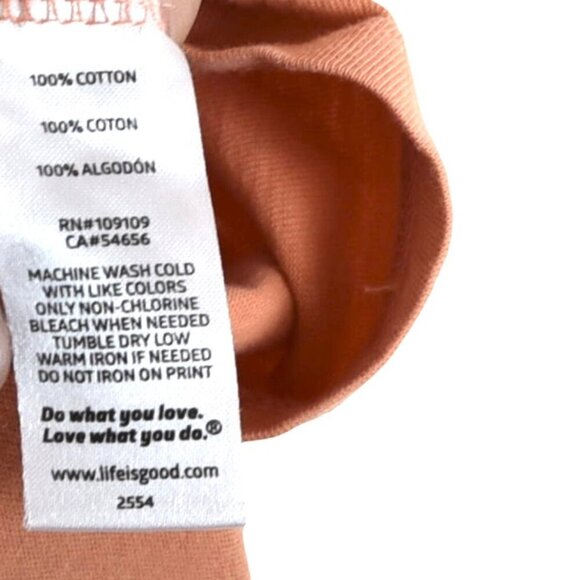 100% COTTON
100% COTON
100% ALGODÓN
RN#109109
CA#54656
MACHINE WASH COLD
WITH LIKE COLORS
ONLY NON-CHLORINE
BLEACH WHEN NEEDED
TUMBLE DRY LOW
WARM IRON IF NEEDED
DO NOT IRON ON PRINT
Do what you love.
Love what you do.®
www.lifeisgood.com
2554